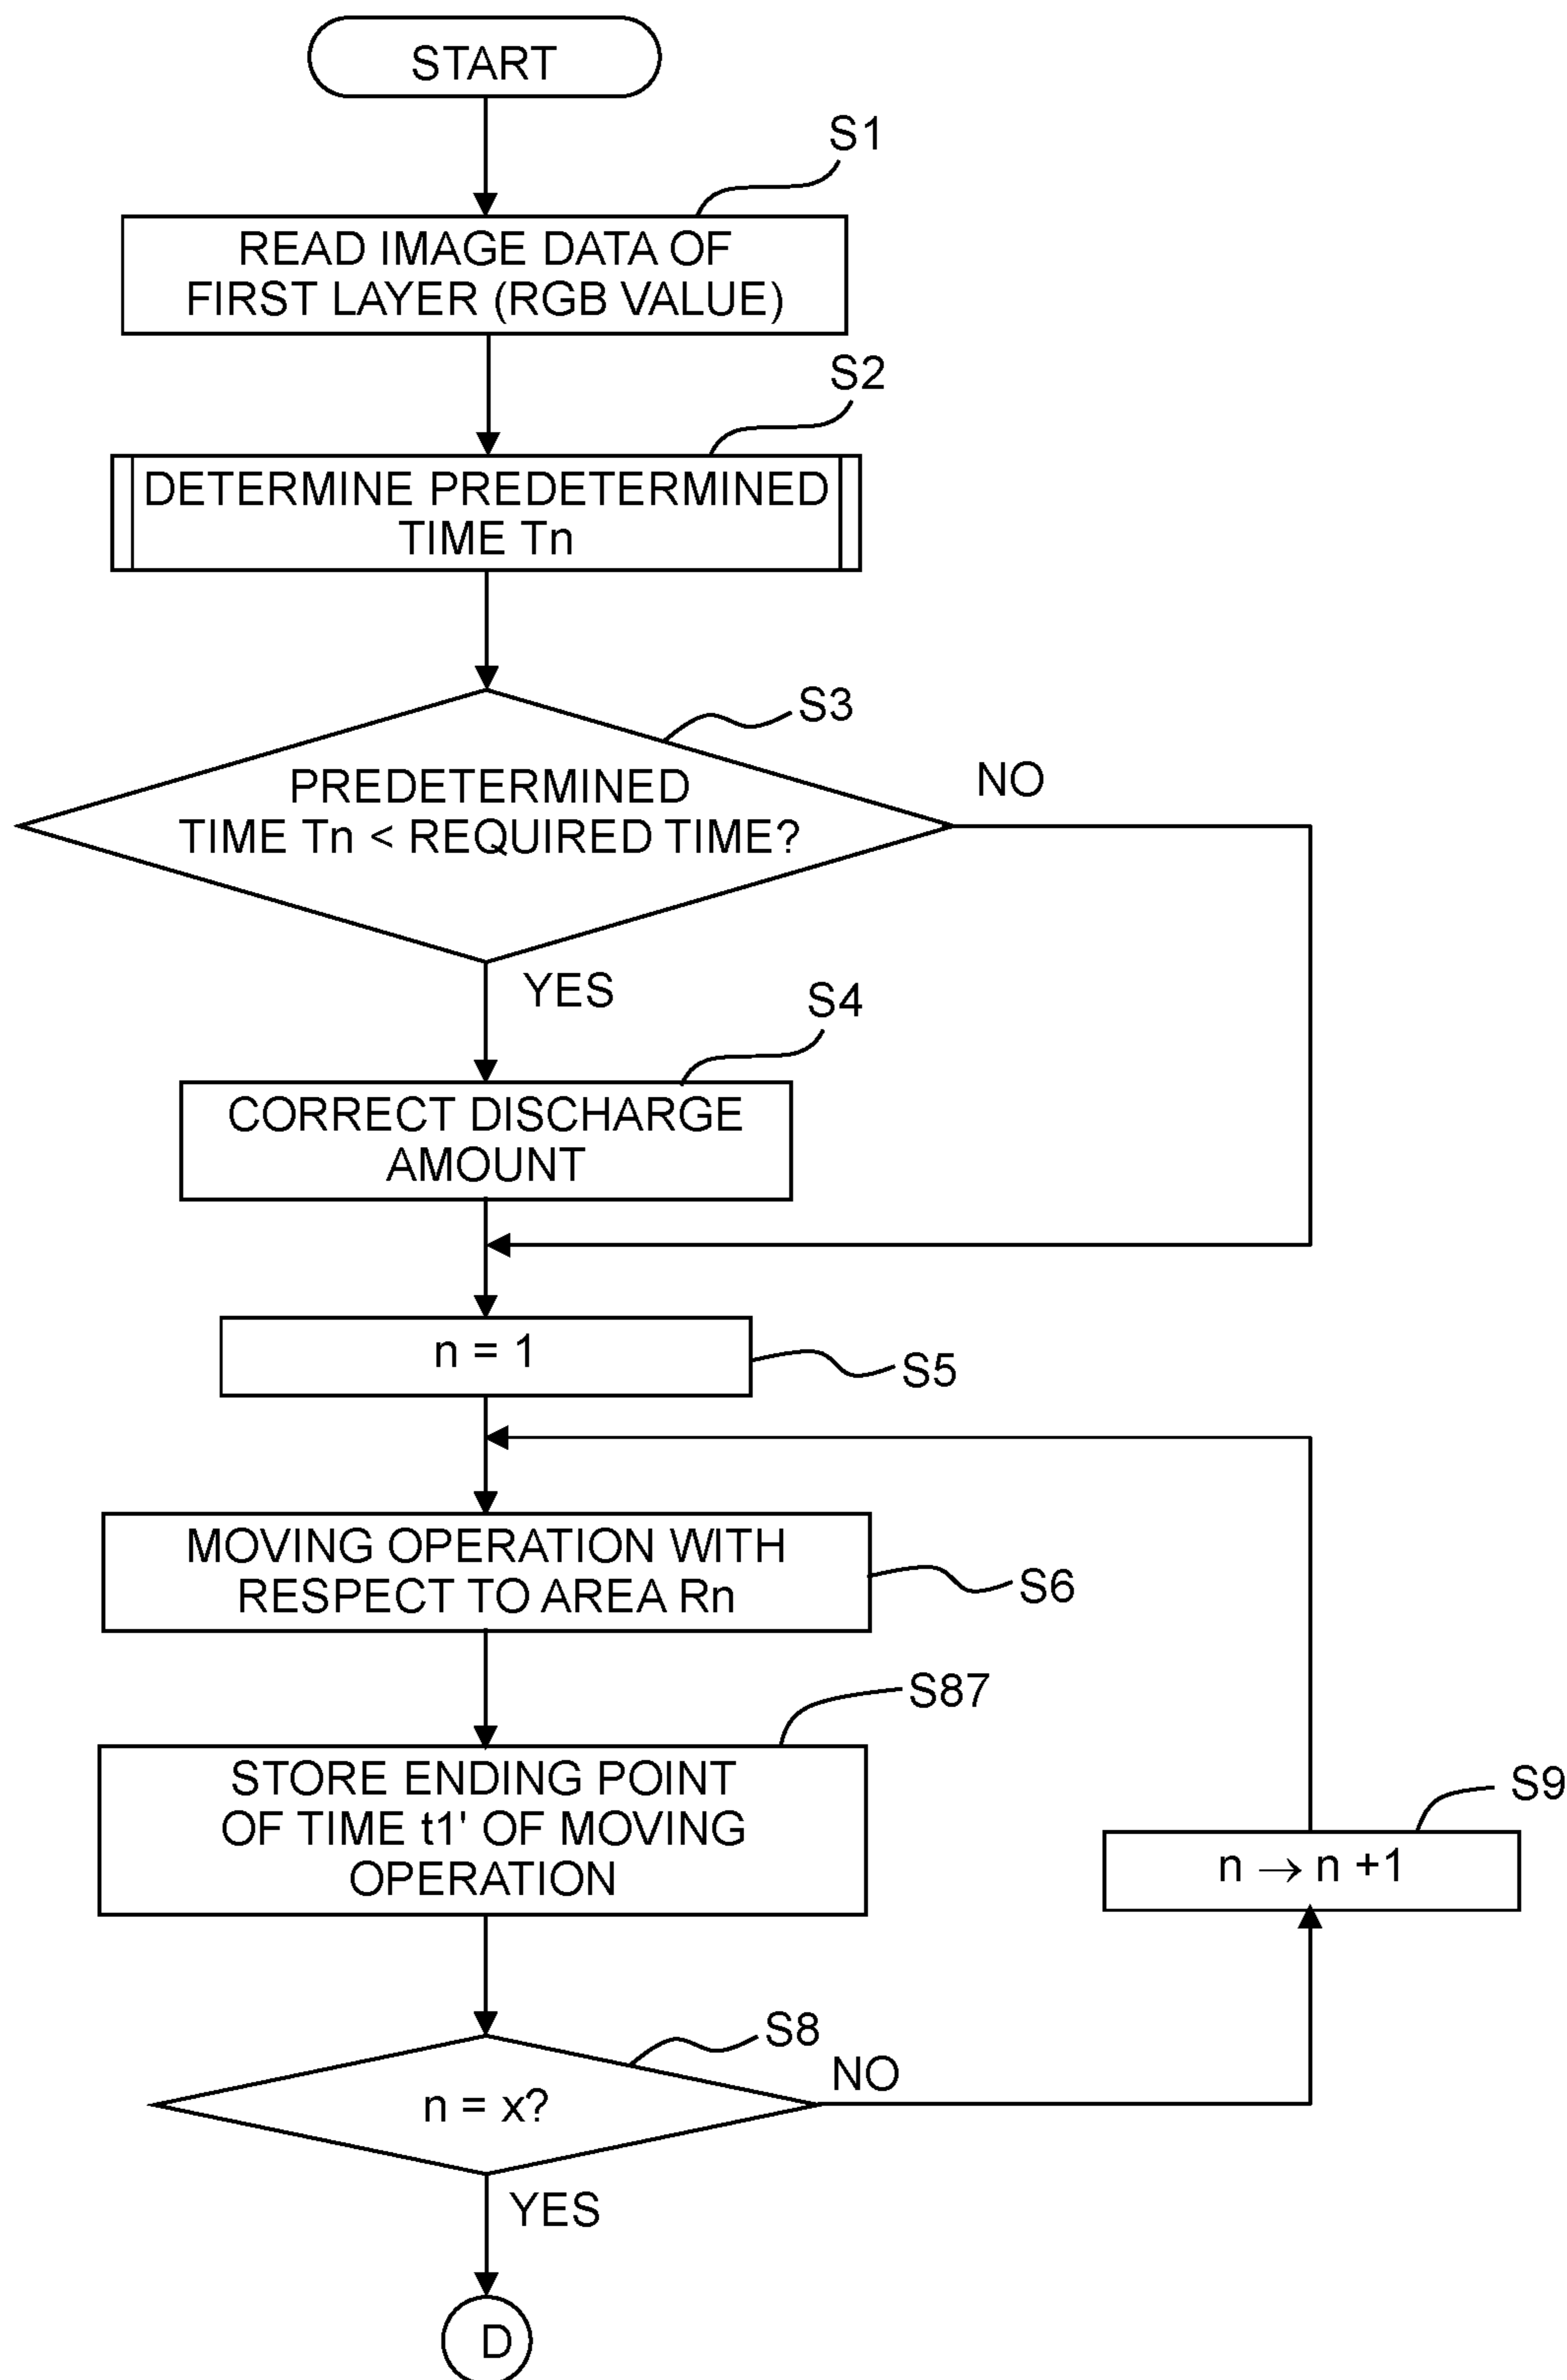 START
S1
READ IMAGE DATA OF
FIRST LAYER (RGB VALUE)
S2
DETERMINE PREDETERMINED
TIME Tn
S3
PREDETERMINED
TIME Tn < REQUIRED TIME?
NO
YES
S4
CORRECT DISCHARGE
AMOUNT
n = 1
S5
MOVING OPERATION WITH
RESPECT TO AREA Rn
S6
S87
STORE ENDING POINT
OF TIME t1' OF MOVING
OPERATION
S9
n → n +1
S8
n = x?
NO
YES
D